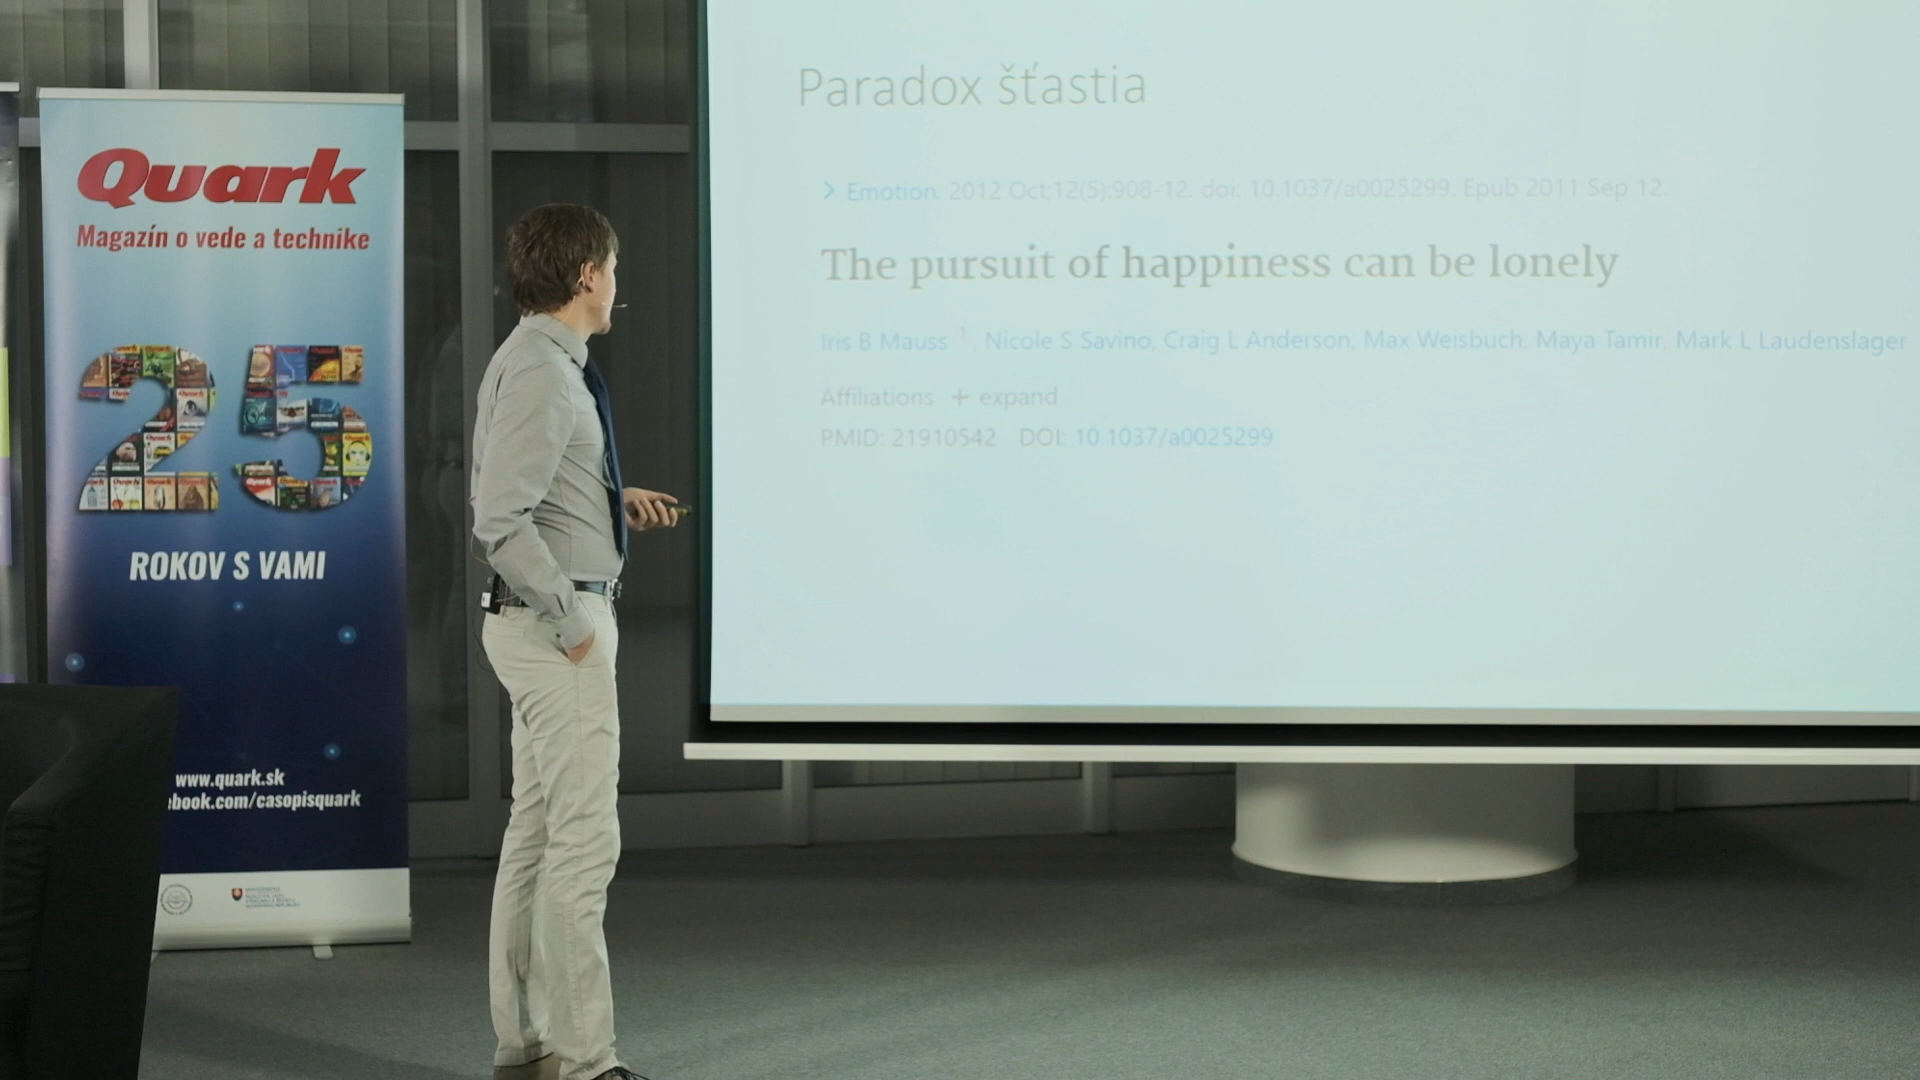 Quark
Magazín o vede a technike
25
ROKOV S VAMI
www.quark.sk
book.com/casopisquark
Paradox šťastia
> Emotion. 2012 Oct;12(5):908-12. doi: 10.1037/a0025299. Epub 2011 Sep 12.
The pursuit of happiness can be lonely
Iris B Mauss 1, Nicole S Savino, Craig L Anderson, Max Weisbuch, Maya Tamir, Mark L Laudenslager
Affiliations + expand
PMID: 21910542 DOI: 10.1037/a0025299